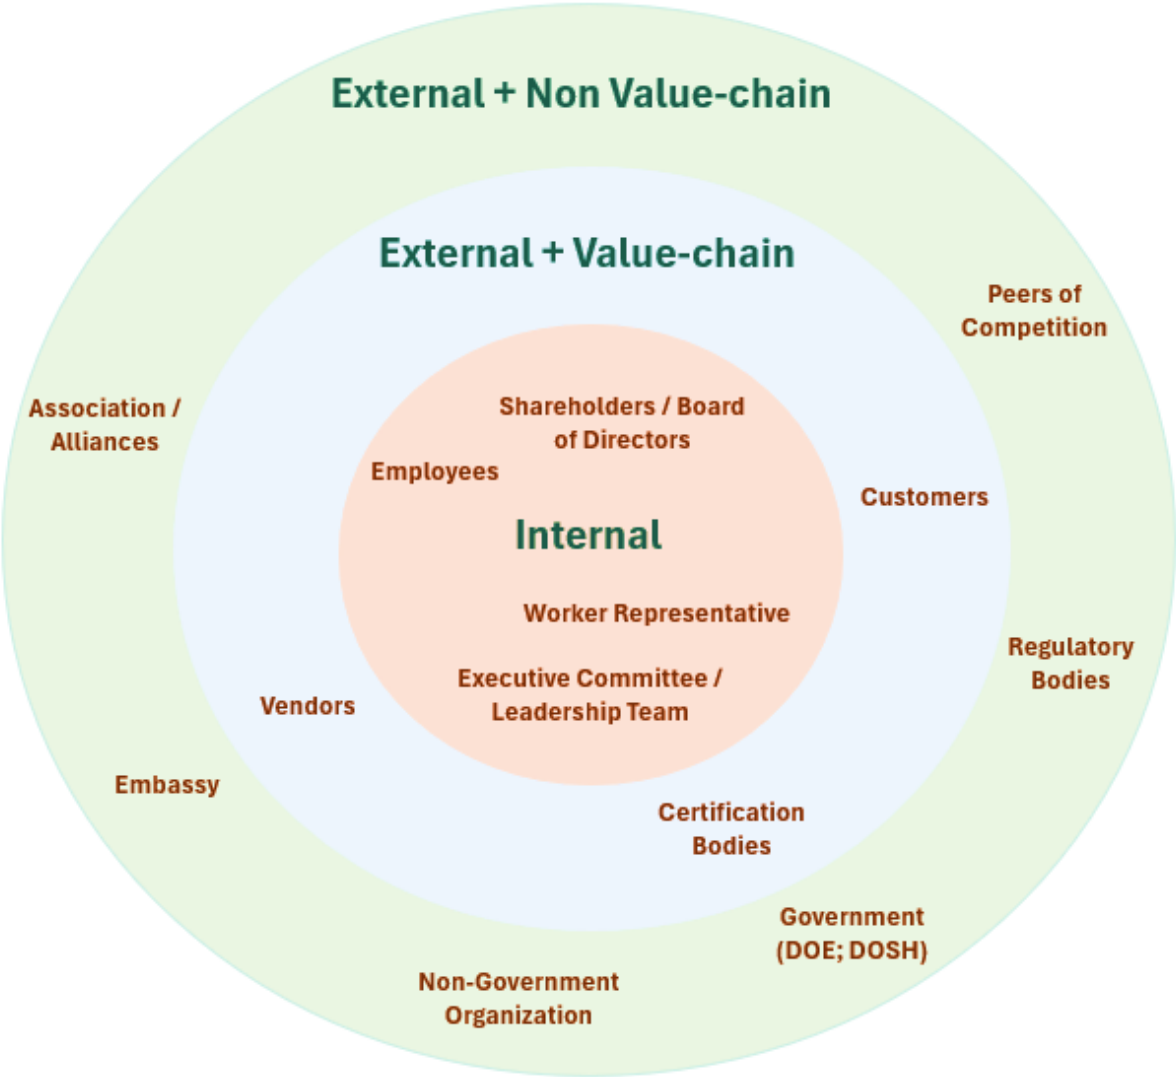 External + Non Value-chain
External + Value-chain
Peers of
Competition
Association /
Alliances
Shareholders / Board
of Directors
Employees
Customers
Internal
Worker Representative
Regulatory
Bodies
Executive Committee /
Leadership Team
Vendors
Embassy
Certification
Bodies
Government
(DOE; DOSH)
Non-Government
Organization